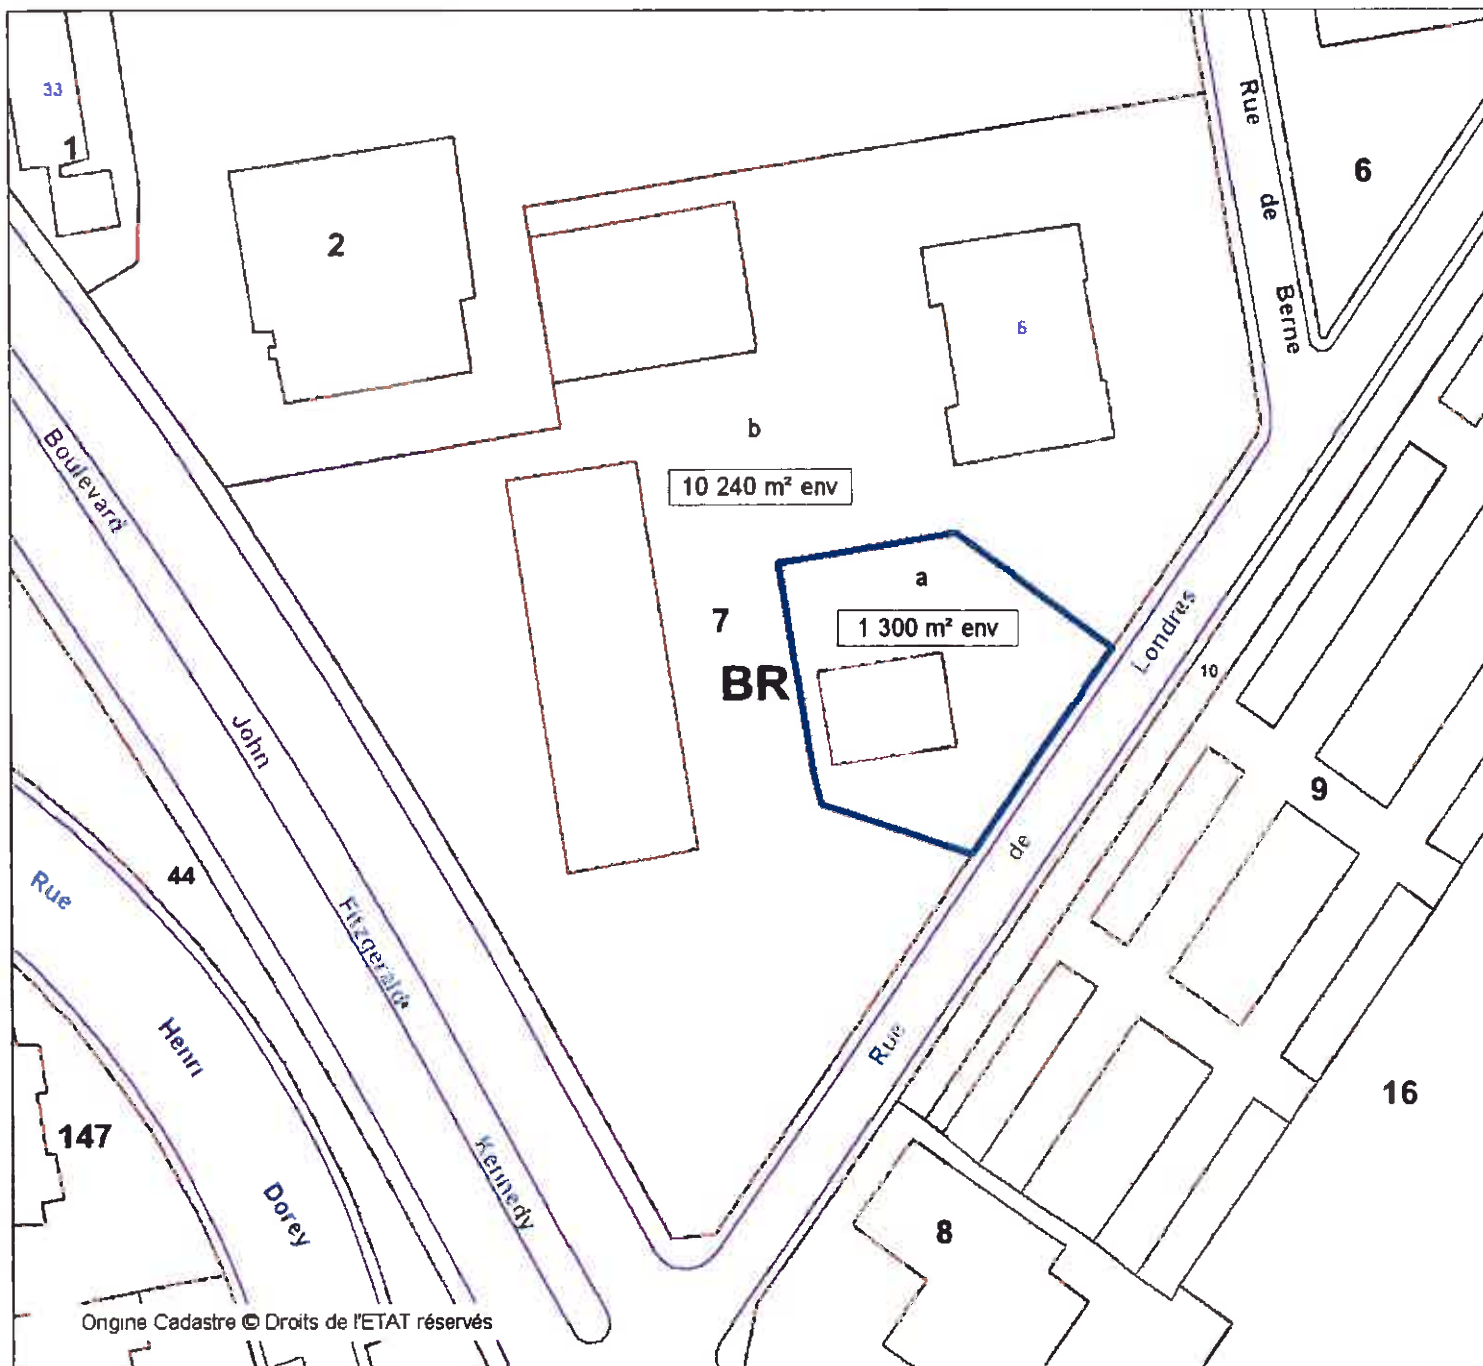 33
1
2
6
Rue de Berne
6
b
10 240 m² env
a
1 300 m² env
7
BR
Boulevard John Fitzgerald Kennedy
Rue de Londres
10
9
44
Rue Henri Dorey
147
16
8
Origine Cadastre © Droits de l'ETAT réservés